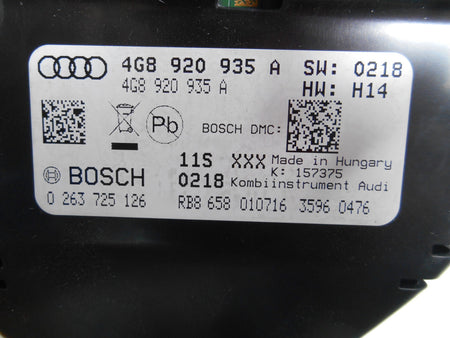 4G8 920 935 A SW: 0218
4G8 920 935 A HW: H14
Pb BOSCH DMC:
11S XXX Made in Hungary
K: 157375
BOSCH 0218 Kombiinstrument Audi
0 263 725 126 RB8 658 010716 3596 0476